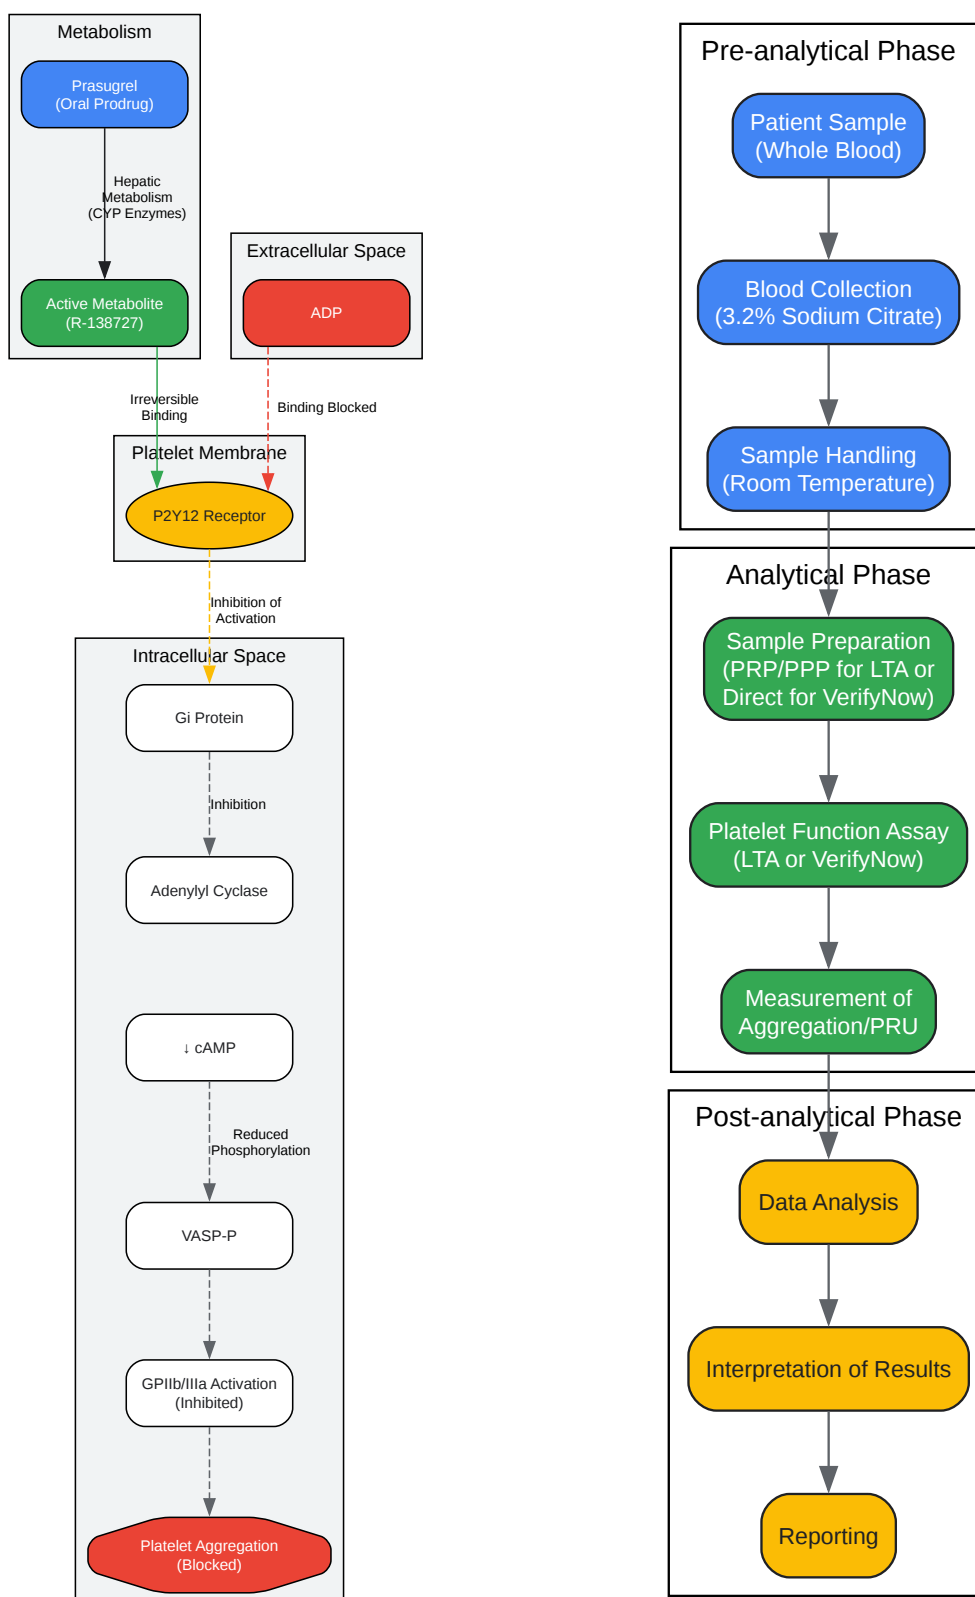 Metabolism
Prasugrel
(Oral Prodrug)
Hepatic
Metabolism
(CYP Enzymes)
Active Metabolite
(R-138727)
Extracellular Space
ADP
Irreversible
Binding
Binding Blocked
Platelet Membrane
P2Y12 Receptor
Inhibition of
Activation
Intracellular Space
Gi Protein
Inhibition
Adenylyl Cyclase
↓ cAMP
Reduced
Phosphorylation
VASP-P
GPIIb/IIIa Activation
(Inhibited)
Platelet Aggregation
(Blocked)
Pre-analytical Phase
Patient Sample
(Whole Blood)
Blood Collection
(3.2% Sodium Citrate)
Sample Handling
(Room Temperature)
Analytical Phase
Sample Preparation
(PRP/PPP for LTA or
Direct for VerifyNow)
Platelet Function Assay
(LTA or VerifyNow)
Measurement of
Aggregation/PRU
Post-analytical Phase
Data Analysis
Interpretation of Results
Reporting